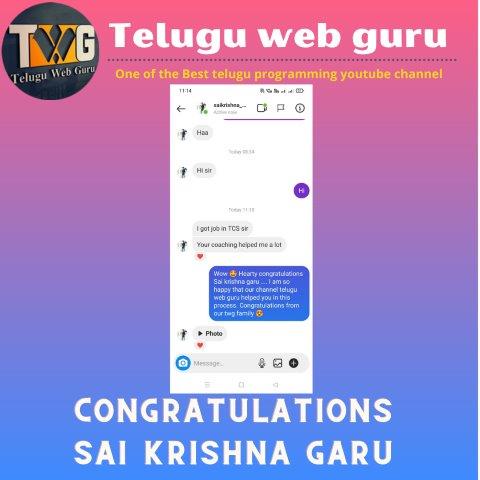 TWG
Telugu Web Guru
Telugu web guru
One of the Best telugu programming youtube channel
11:14
saikrishna_...
Active now
Haa
Today 08:34
Hi sir
Hi
Today 11:10
I got job in TCS sir
Your coaching helped me a lot
Wow 🤩 Hearty congratulations
Sai krishna garu .... I am so
happy that our channel telugu
web guru helped you in this
process. Congratulations from
our twg family 😍
Photo
Message...
CONGRATULATIONS
SAI KRISHNA GARU